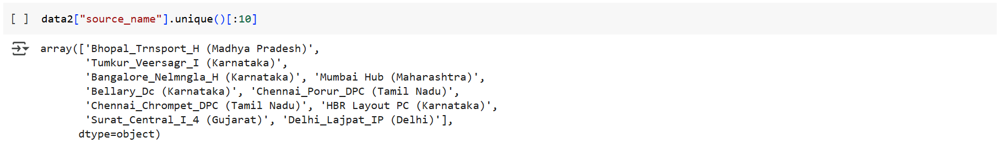 [ ] data2["source_name"].unique()[:10]
array(['Bhopal_Trnsport_H (Madhya Pradesh)',
'Tumkur_Veersagr_I (Karnataka)',
'Bangalore_Nelmngla_H (Karnataka)', 'Mumbai Hub (Maharashtra)',
'Bellary_Dc (Karnataka)', 'Chennai_Porur_DPC (Tamil Nadu)',
'Chennai_Chrompet_DPC (Tamil Nadu)', 'HBR Layout PC (Karnataka)',
'Surat_Central_I_4 (Gujarat)', 'Delhi_Lajpat_IP (Delhi)'],
dtype=object)